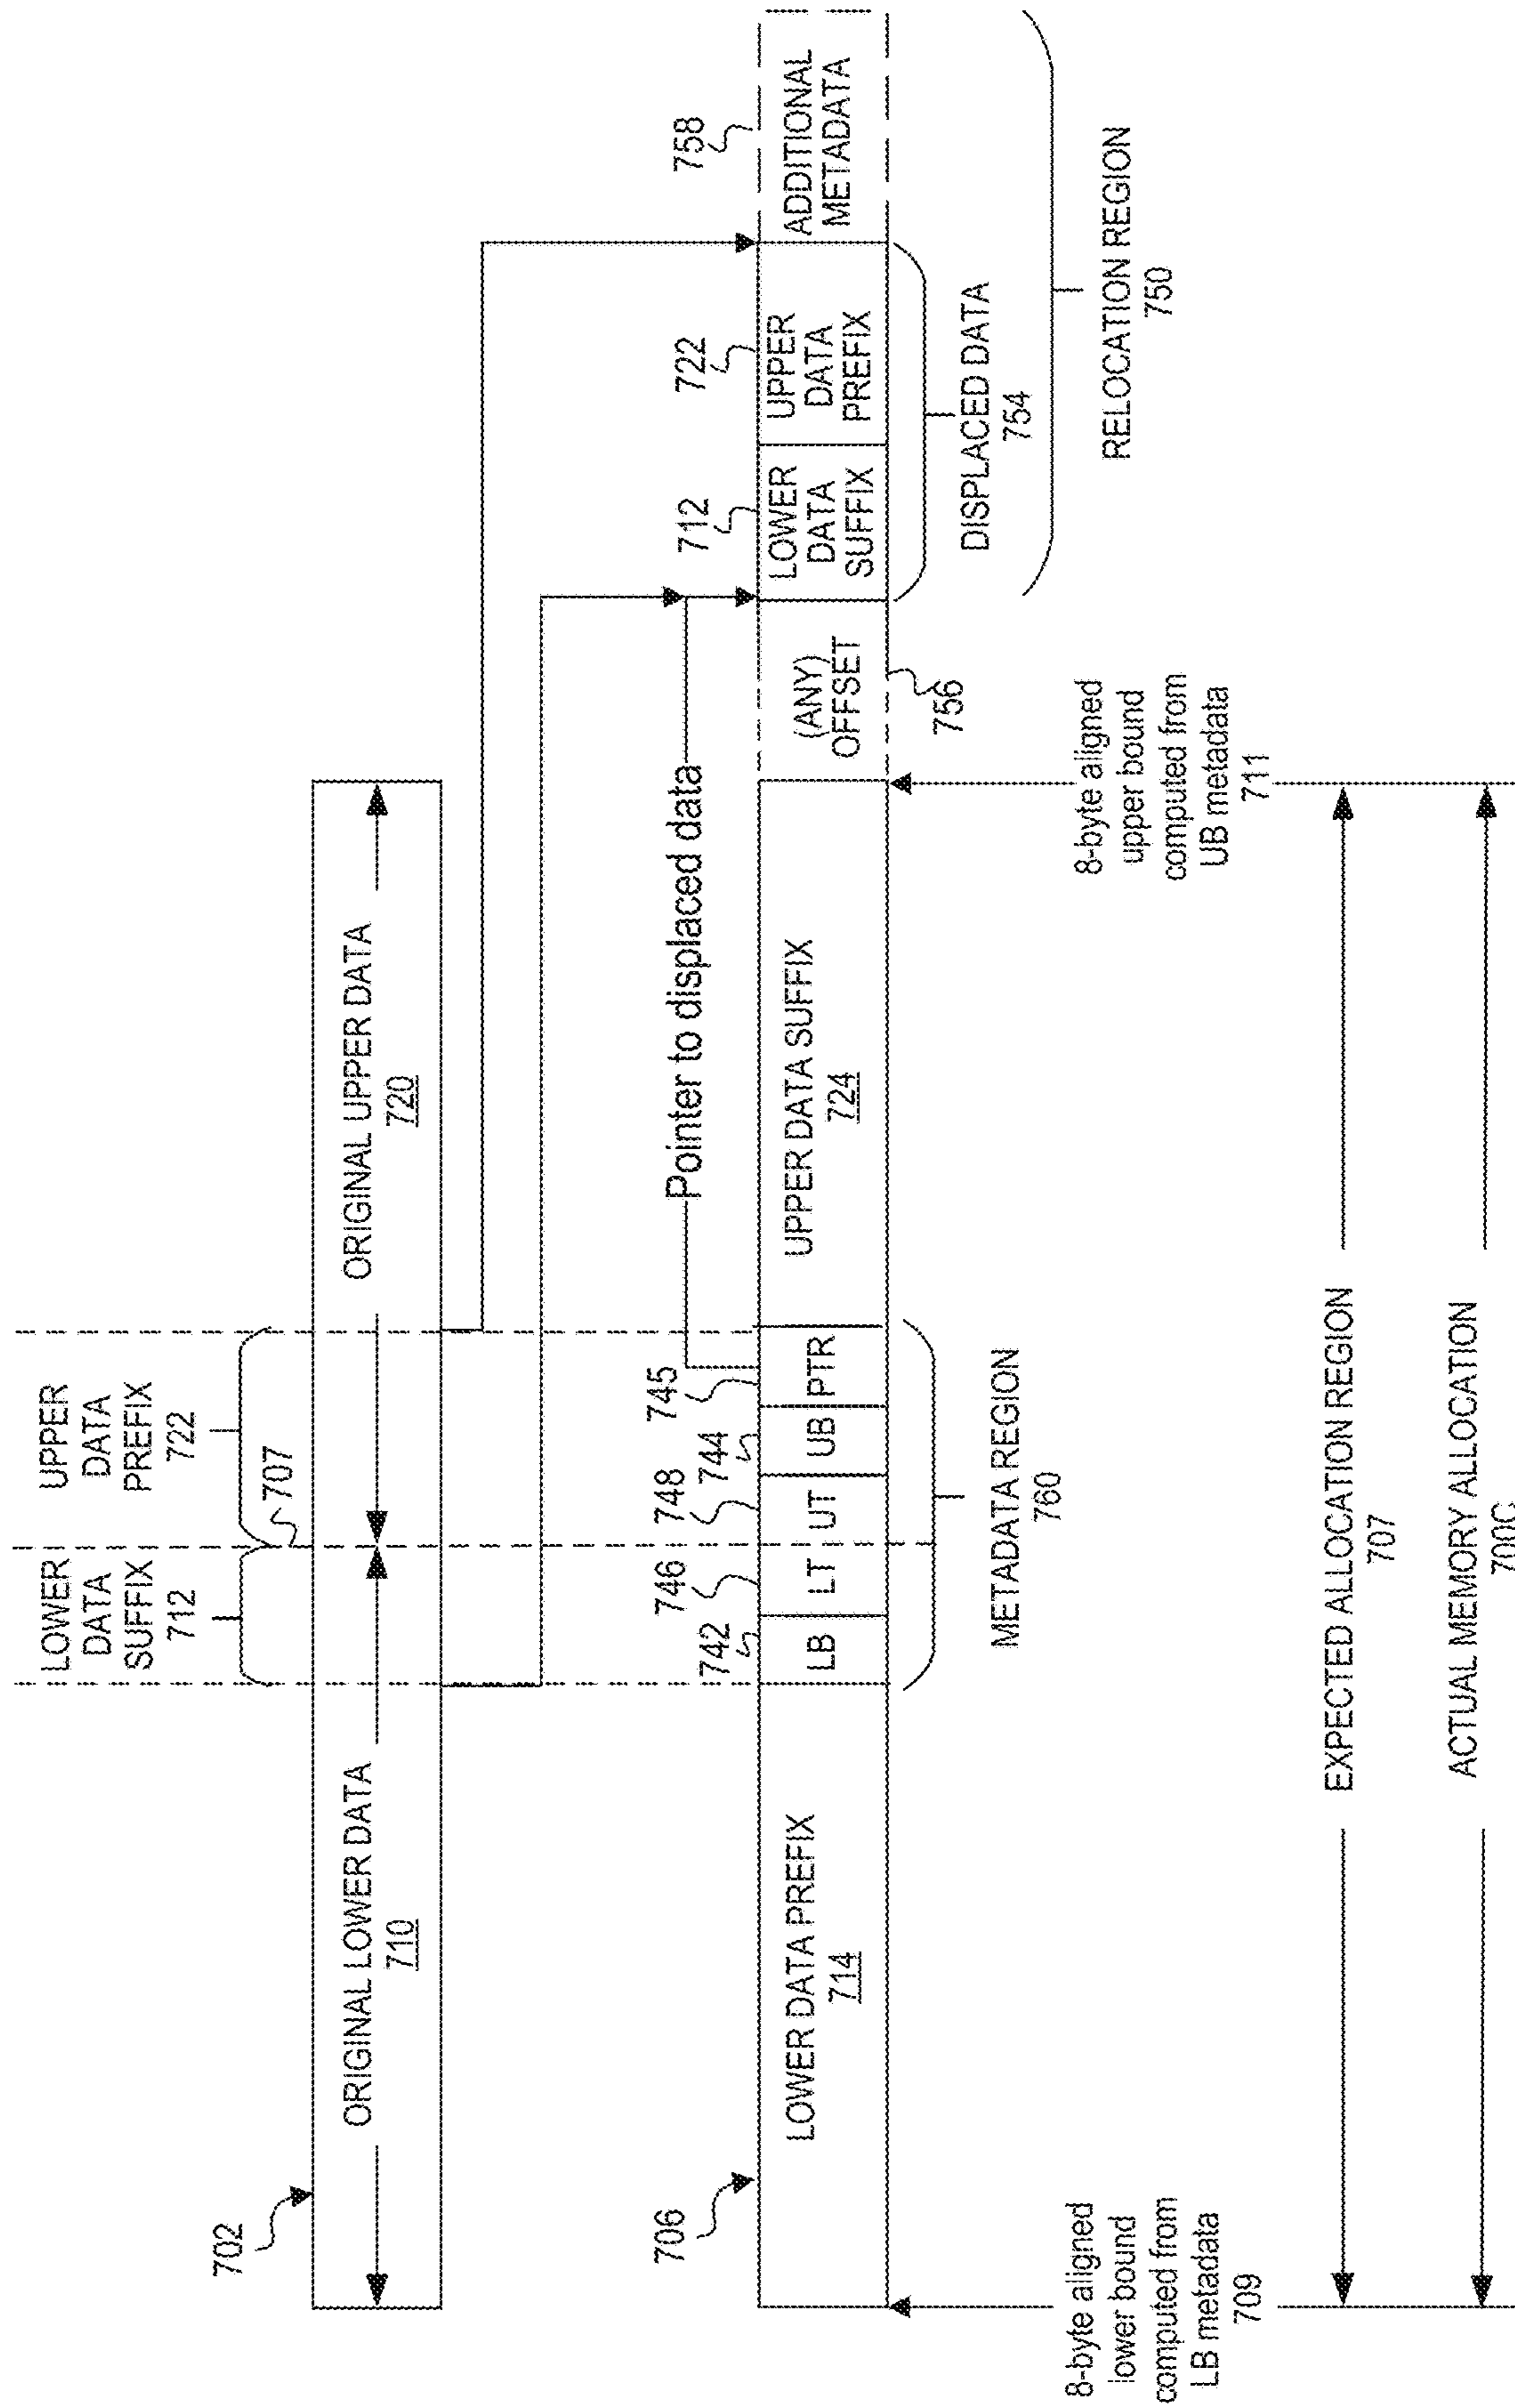 LOWER
DATA
SUFFIX
712
UPPER
DATA
PREFIX
722
707
702
ORIGINAL LOWER DATA
710
ORIGINAL UPPER DATA
720
Pointer to displaced data
706
742
746
748
744
745
712
722
758
LOWER DATA PREFIX
714
LB
LT
UT
UB
PTR
UPPER DATA SUFFIX
724
(ANY)
OFFSET
756
LOWER
DATA
SUFFIX
UPPER
DATA
PREFIX
ADDITIONAL
METADATA
METADATA REGION
760
DISPLACED DATA
754
RELOCATION REGION
750
8-byte aligned
lower bound
computed from
LB metadata
709
8-byte aligned
upper bound
computed from
UB metadata
711
EXPECTED ALLOCATION REGION
707
ACTUAL MEMORY ALLOCATION
700C